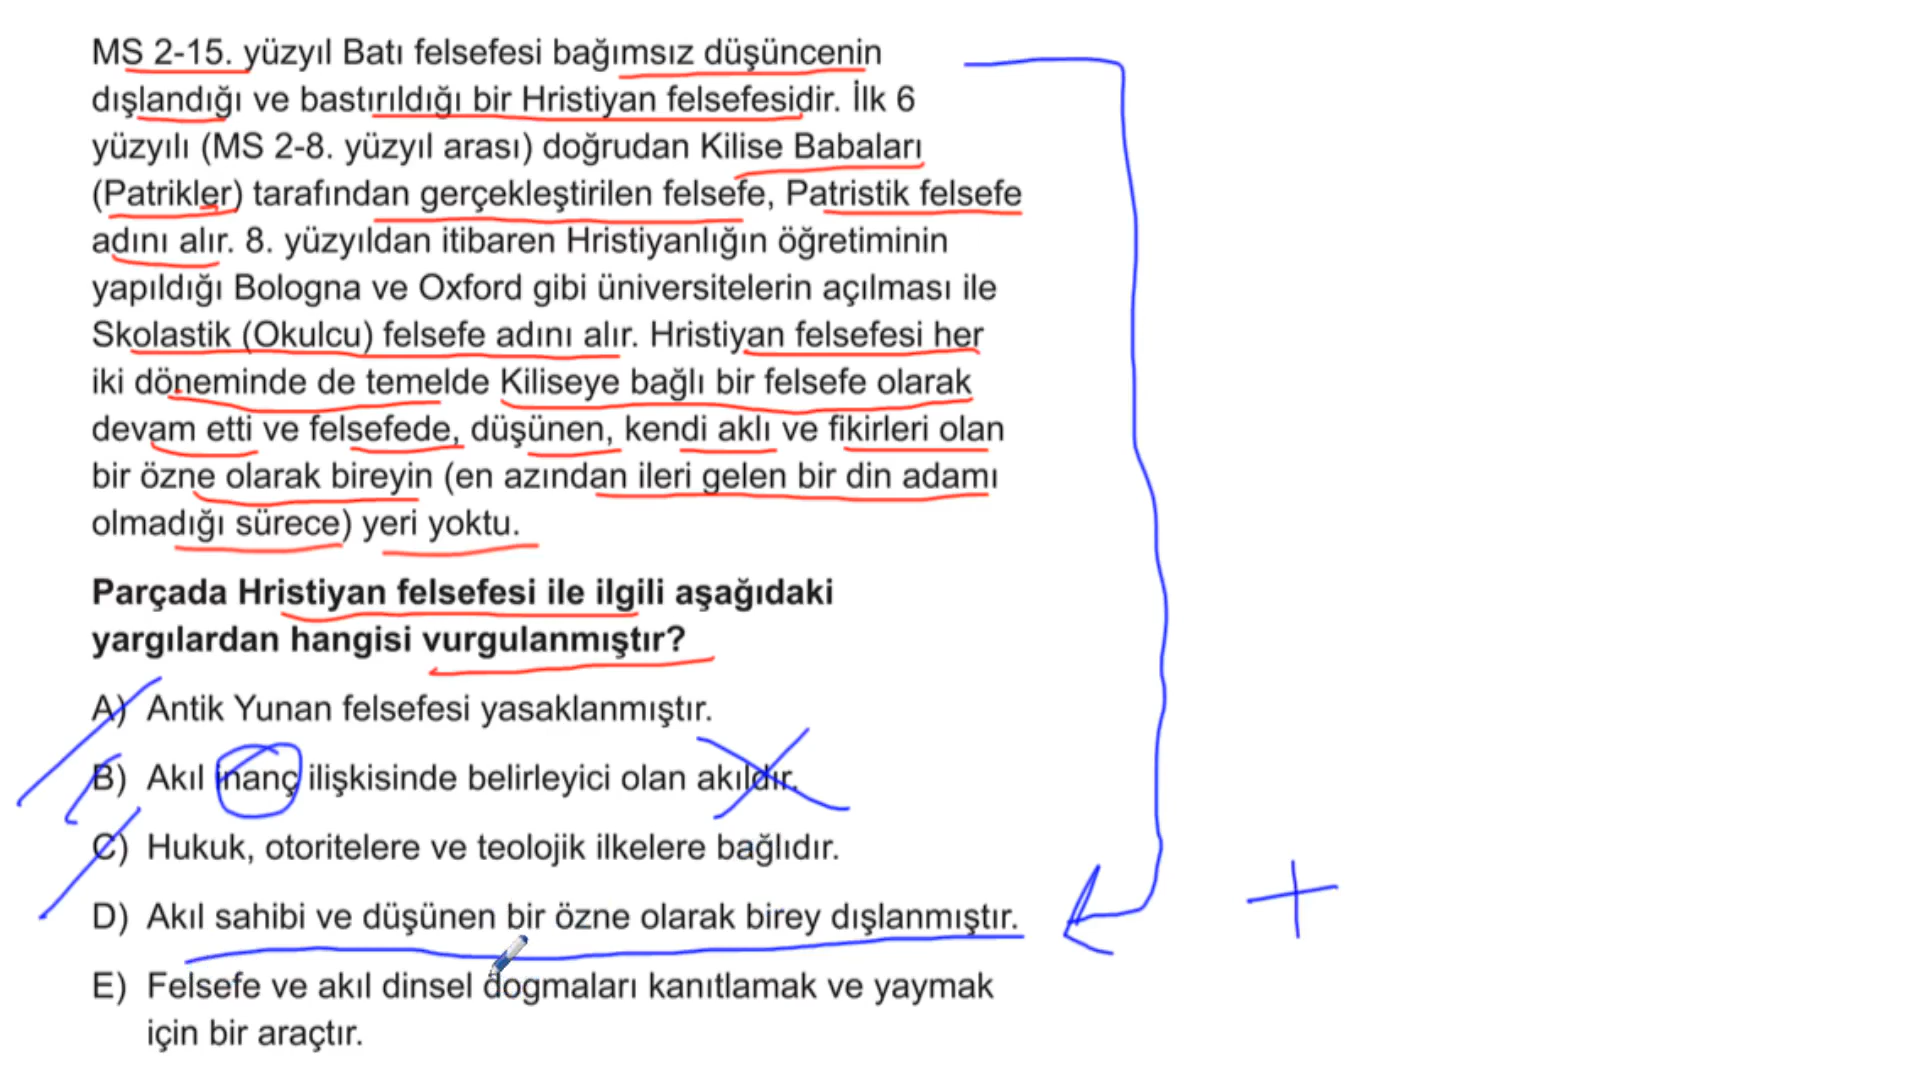 MS 2-15. yüzyıl Batı felsefesi bağımsız düşüncenin
dışlandığı ve bastırıldığı bir Hristiyan felsefesidir. İlk 6
yüzyılı (MS 2-8. yüzyıl arası) doğrudan Kilise Babaları
(Patrikler) tarafından gerçekleştirilen felsefe, Patristik felsefe
adını alır. 8. yüzyıldan itibaren Hristiyanlığın öğretiminin
yapıldığı Bologna ve Oxford gibi üniversitelerin açılması ile
Skolastik (Okulcu) felsefe adını alır. Hristiyan felsefesi her
iki döneminde de temelde Kiliseye bağlı bir felsefe olarak
devam etti ve felsefede, düşünen, kendi aklı ve fikirleri olan
bir özne olarak bireyin (en azından ileri gelen bir din adamı
olmadığı sürece) yeri yoktu.
Parçada Hristiyan felsefesi ile ilgili aşağıdaki
yargılardan hangisi vurgulanmıştır?
A) Antik Yunan felsefesi yasaklanmıştır.
B) Akıl inanç ilişkisinde belirleyici olan akıldır.
C) Hukuk, otoritelere ve teolojik ilkelere bağlıdır.
D) Akıl sahibi ve düşünen bir özne olarak birey dışlanmıştır.
E) Felsefe ve akıl dinsel dogmaları kanıtlamak ve yaymak
için bir araçtır.